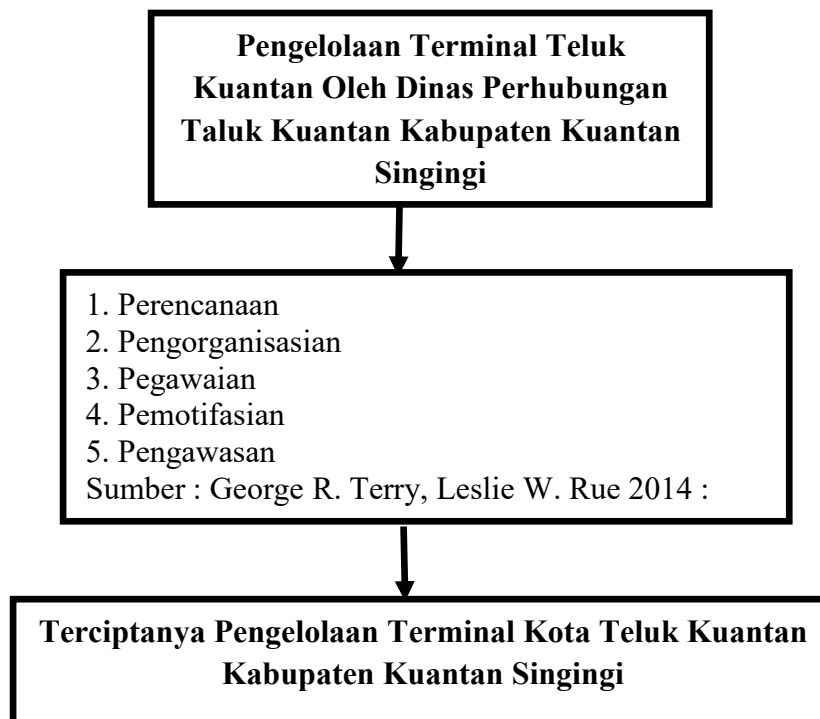 Pengelolaan Terminal Teluk
Kuantan Oleh Dinas Perhubungan
Taluk Kuantan Kabupaten Kuantan
Singingi
1. Perencanaan
2. Pengorganisasian
3. Pegawaian
4. Pemotifasian
5. Pengawasan
Sumber : George R. Terry, Leslie W. Rue 2014 :
Terciptanya Pengelolaan Terminal Kota Teluk Kuantan
Kabupaten Kuantan Singingi